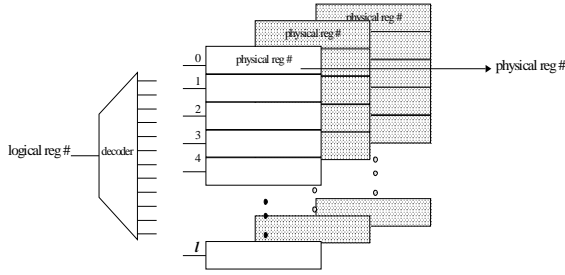 physical reg #
physical reg #
0 physical reg # physical reg #
1
2
3
logical reg # decoder
4
l